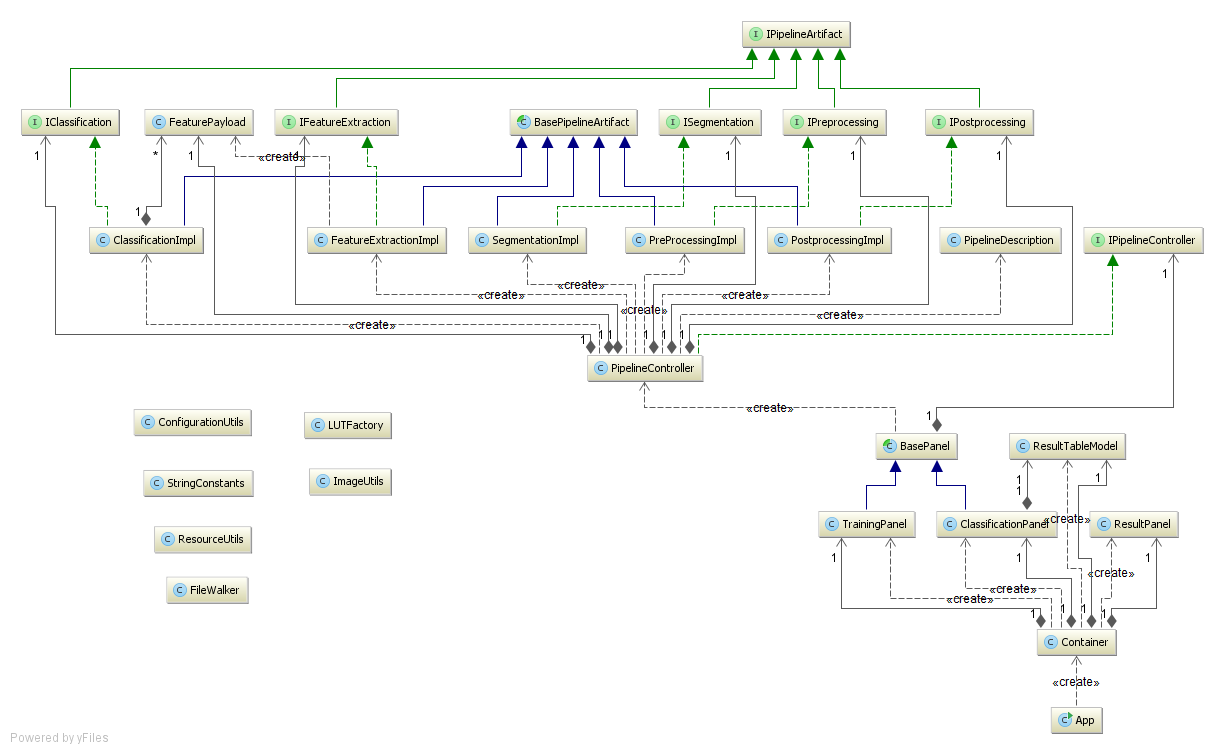 IPipelineArtifact
IClassification
FeaturePayload
IFeatureExtraction
BasePipelineArtifact
ISegmentation
IPreprocessing
IPostprocessing
1
*
1
«create»
1
1
1
1
1
ClassificationImpl
FeatureExtractionImpl
SegmentationImpl
PreProcessingImpl
PostprocessingImpl
PipelineDescription
IPipelineController
1
«create»
«create»
«create»
«create»
«create»
«create»
1
1
1
1
1
1
PipelineController
«create»
1
ConfigurationUtils
LUTFactory
BasePanel
ResultTableModel
StringConstants
ImageUtils
1
1
1
TrainingPanel
ClassificationPanel
«create»
ResultPanel
ResourceUtils
1
1
1
«create»
FileWalker
«create»
«create»
1
1
1
1
Container
«create»
App
Powered by yFiles